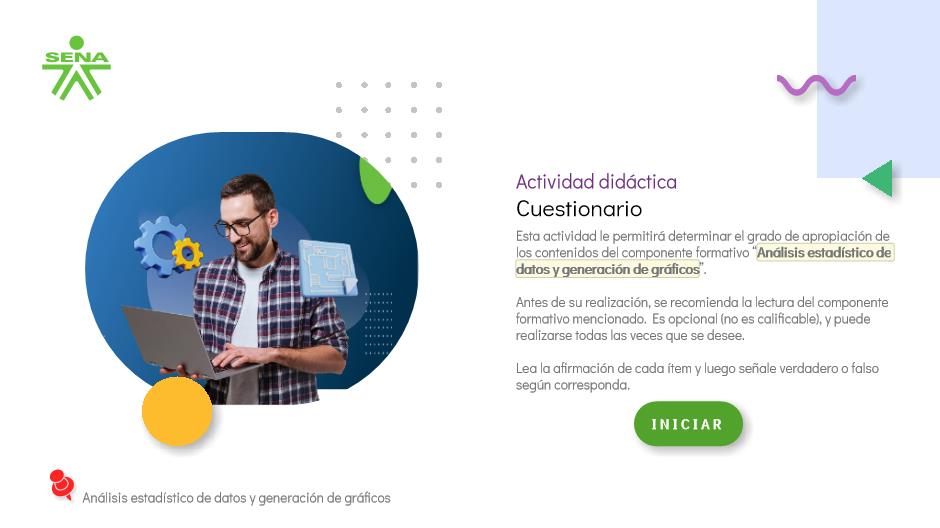 SENA
Actividad didáctica
Cuestionario
Esta actividad le permitirá determinar el grado de apropiación de
los contenidos del componente formativo “Análisis estadístico de
datos y generación de gráficos”.
Antes de su realización, se recomienda la lectura del componente
formativo mencionado. Es opcional (no es calificable), y puede
realizarse todas las veces que se desee.
Lea la afirmación de cada ítem y luego señale verdadero o falso
según corresponda.
INICIAR
Análisis estadístico de datos y generación de gráficos